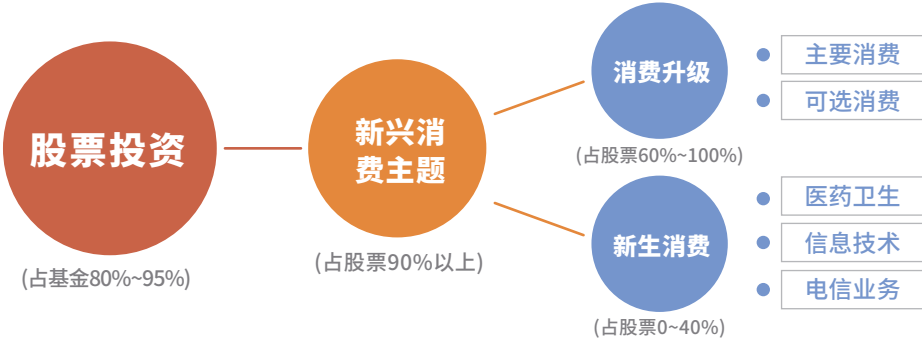 股票投资
(占基金80%~95%)
新兴消
费主题
(占股票90%以上)
消费升级
(占股票60%~100%)
主要消费
可选消费
新生消费
(占股票0~40%)
医药卫生
信息技术
电信业务